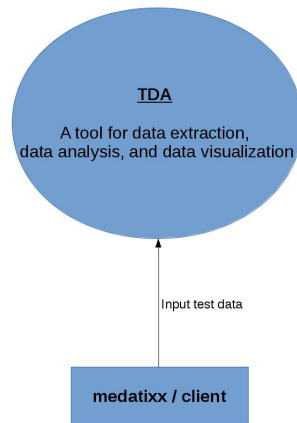 TDA
A tool for data extraction,
data analysis, and data visualization
Input test data
medatixx / client